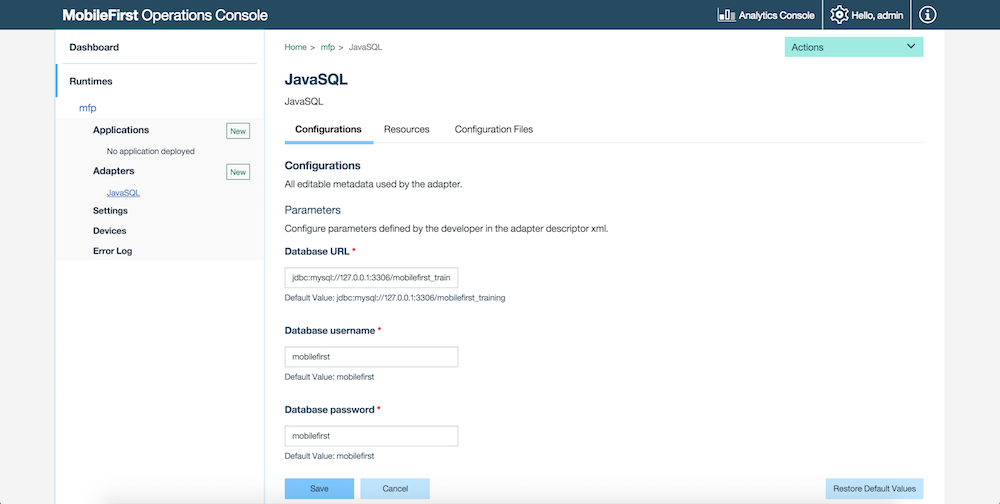 MobileFirst Operations Console
Analytics Console
Hello, admin
Dashboard
Runtimes
mfp
Applications
New
No application deployed
Adapters
New
JavaSQL
Settings
Devices
Error Log
Home > mfp > JavaSQL
Actions
JavaSQL
JavaSQL
Configurations
Resources
Configuration Files
Configurations
All editable metadata used by the adapter.
Parameters
Configure parameters defined by the developer in the adapter descriptor xml.
Database URL *
jdbc:mysql://127.0.0.1:3306/mobilefirst_train
Default Value: jdbc:mysql://127.0.0.1:3306/mobilefirst_training
Database username *
mobilefirst
Default Value: mobilefirst
Database password *
mobilefirst
Default Value: mobilefirst
Save
Cancel
Restore Default Values